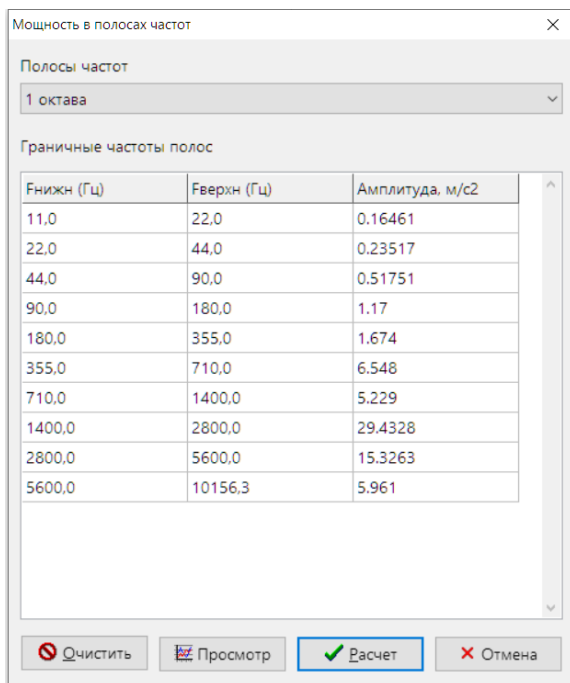 Мощность в полосах частот
Полосы частот
1 октава
Граничные частоты полос
Fнижн (Гц) Fверхн (Гц) Амплитуда, м/с2
11,0 22,0 0.16461
22,0 44,0 0.23517
44,0 90,0 0.51751
90,0 180,0 1.17
180,0 355,0 1.674
355,0 710,0 6.548
710,0 1400,0 5.229
1400,0 2800,0 29.4328
2800,0 5600,0 15.3263
5600,0 10156,3 5.961
Очистить Просмотр Расчет Отмена